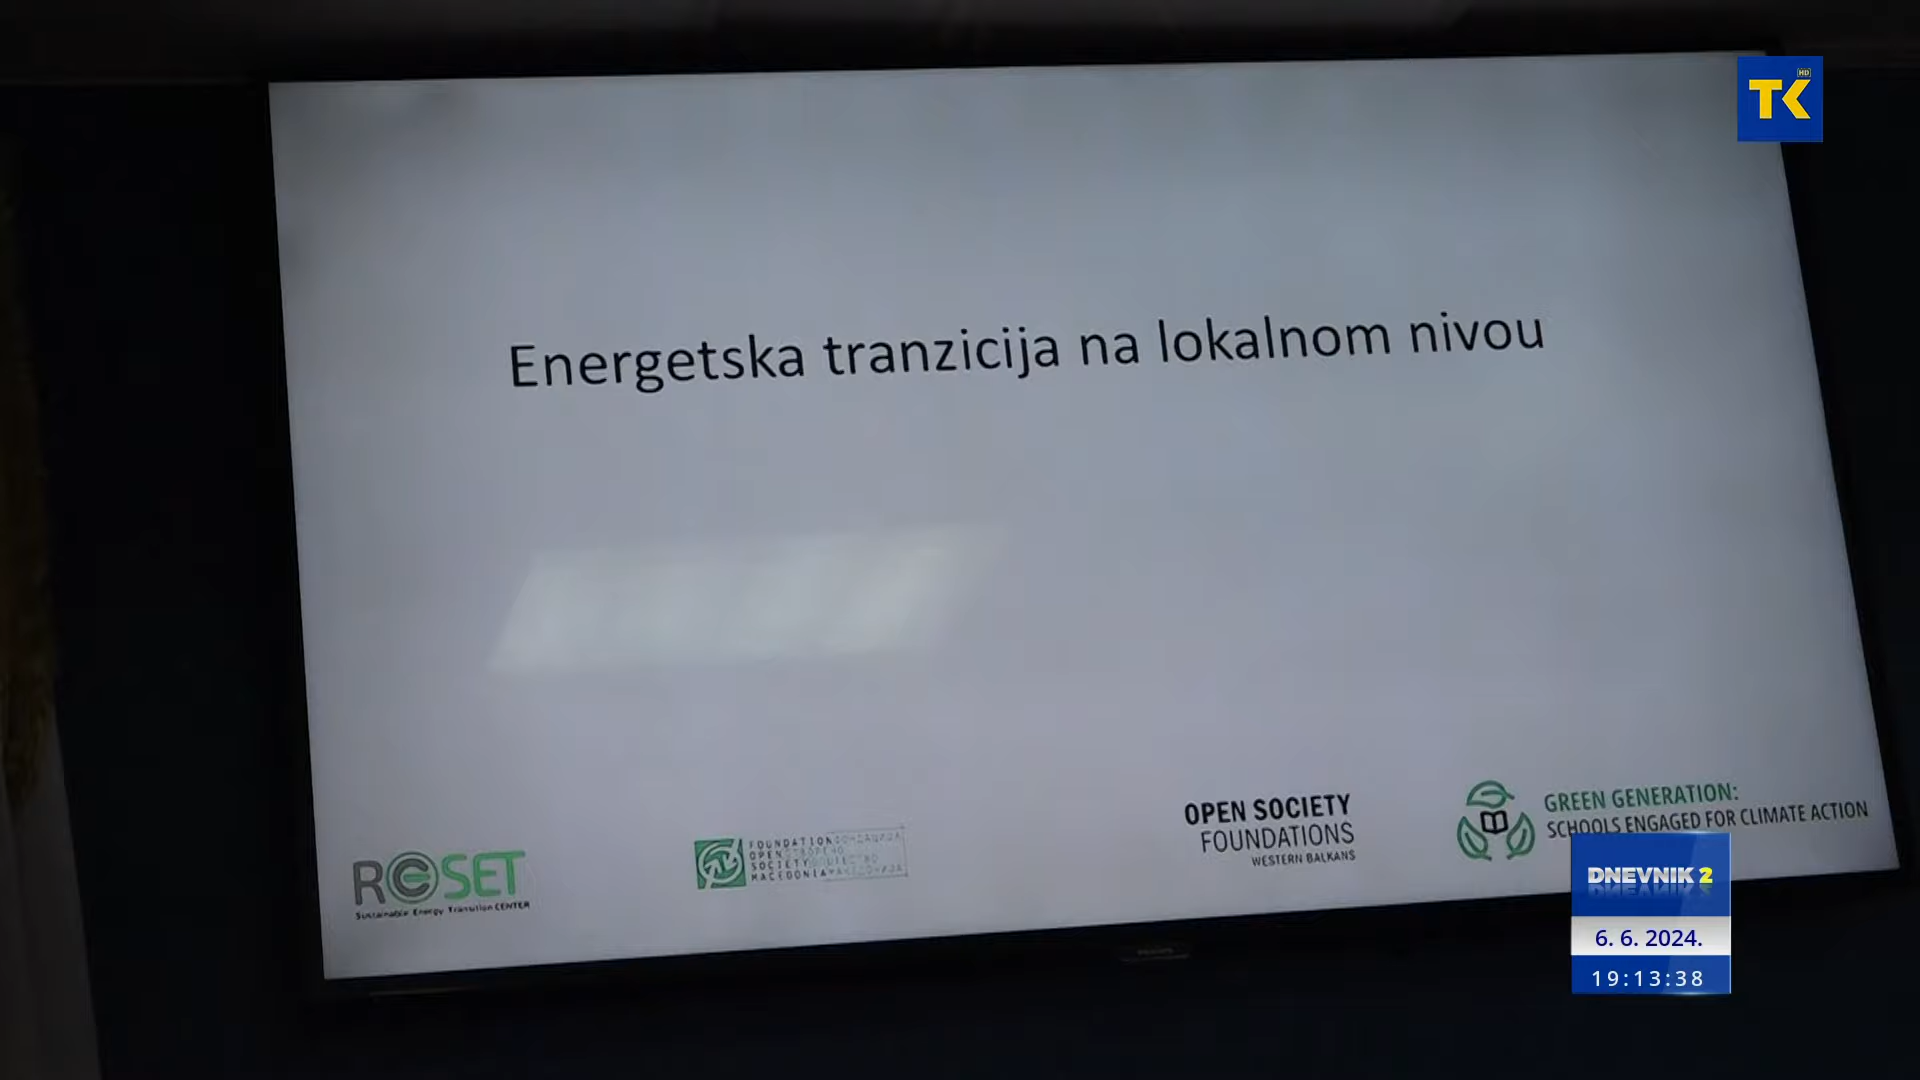 HD
TK
Energetska tranzicija na lokalnom nivou
RESET
Sustainable Energy Transition CENTER
FOUNDATION
OPEN
SOCIETY
MACEDONIA
OPEN SOCIETY
FOUNDATIONS
WESTERN BALKANS
GREEN GENERATION:
SCHOOLS ENGAGED FOR CLIMATE ACTION
DNEVNIK 2
6. 6. 2024.
19:13:38